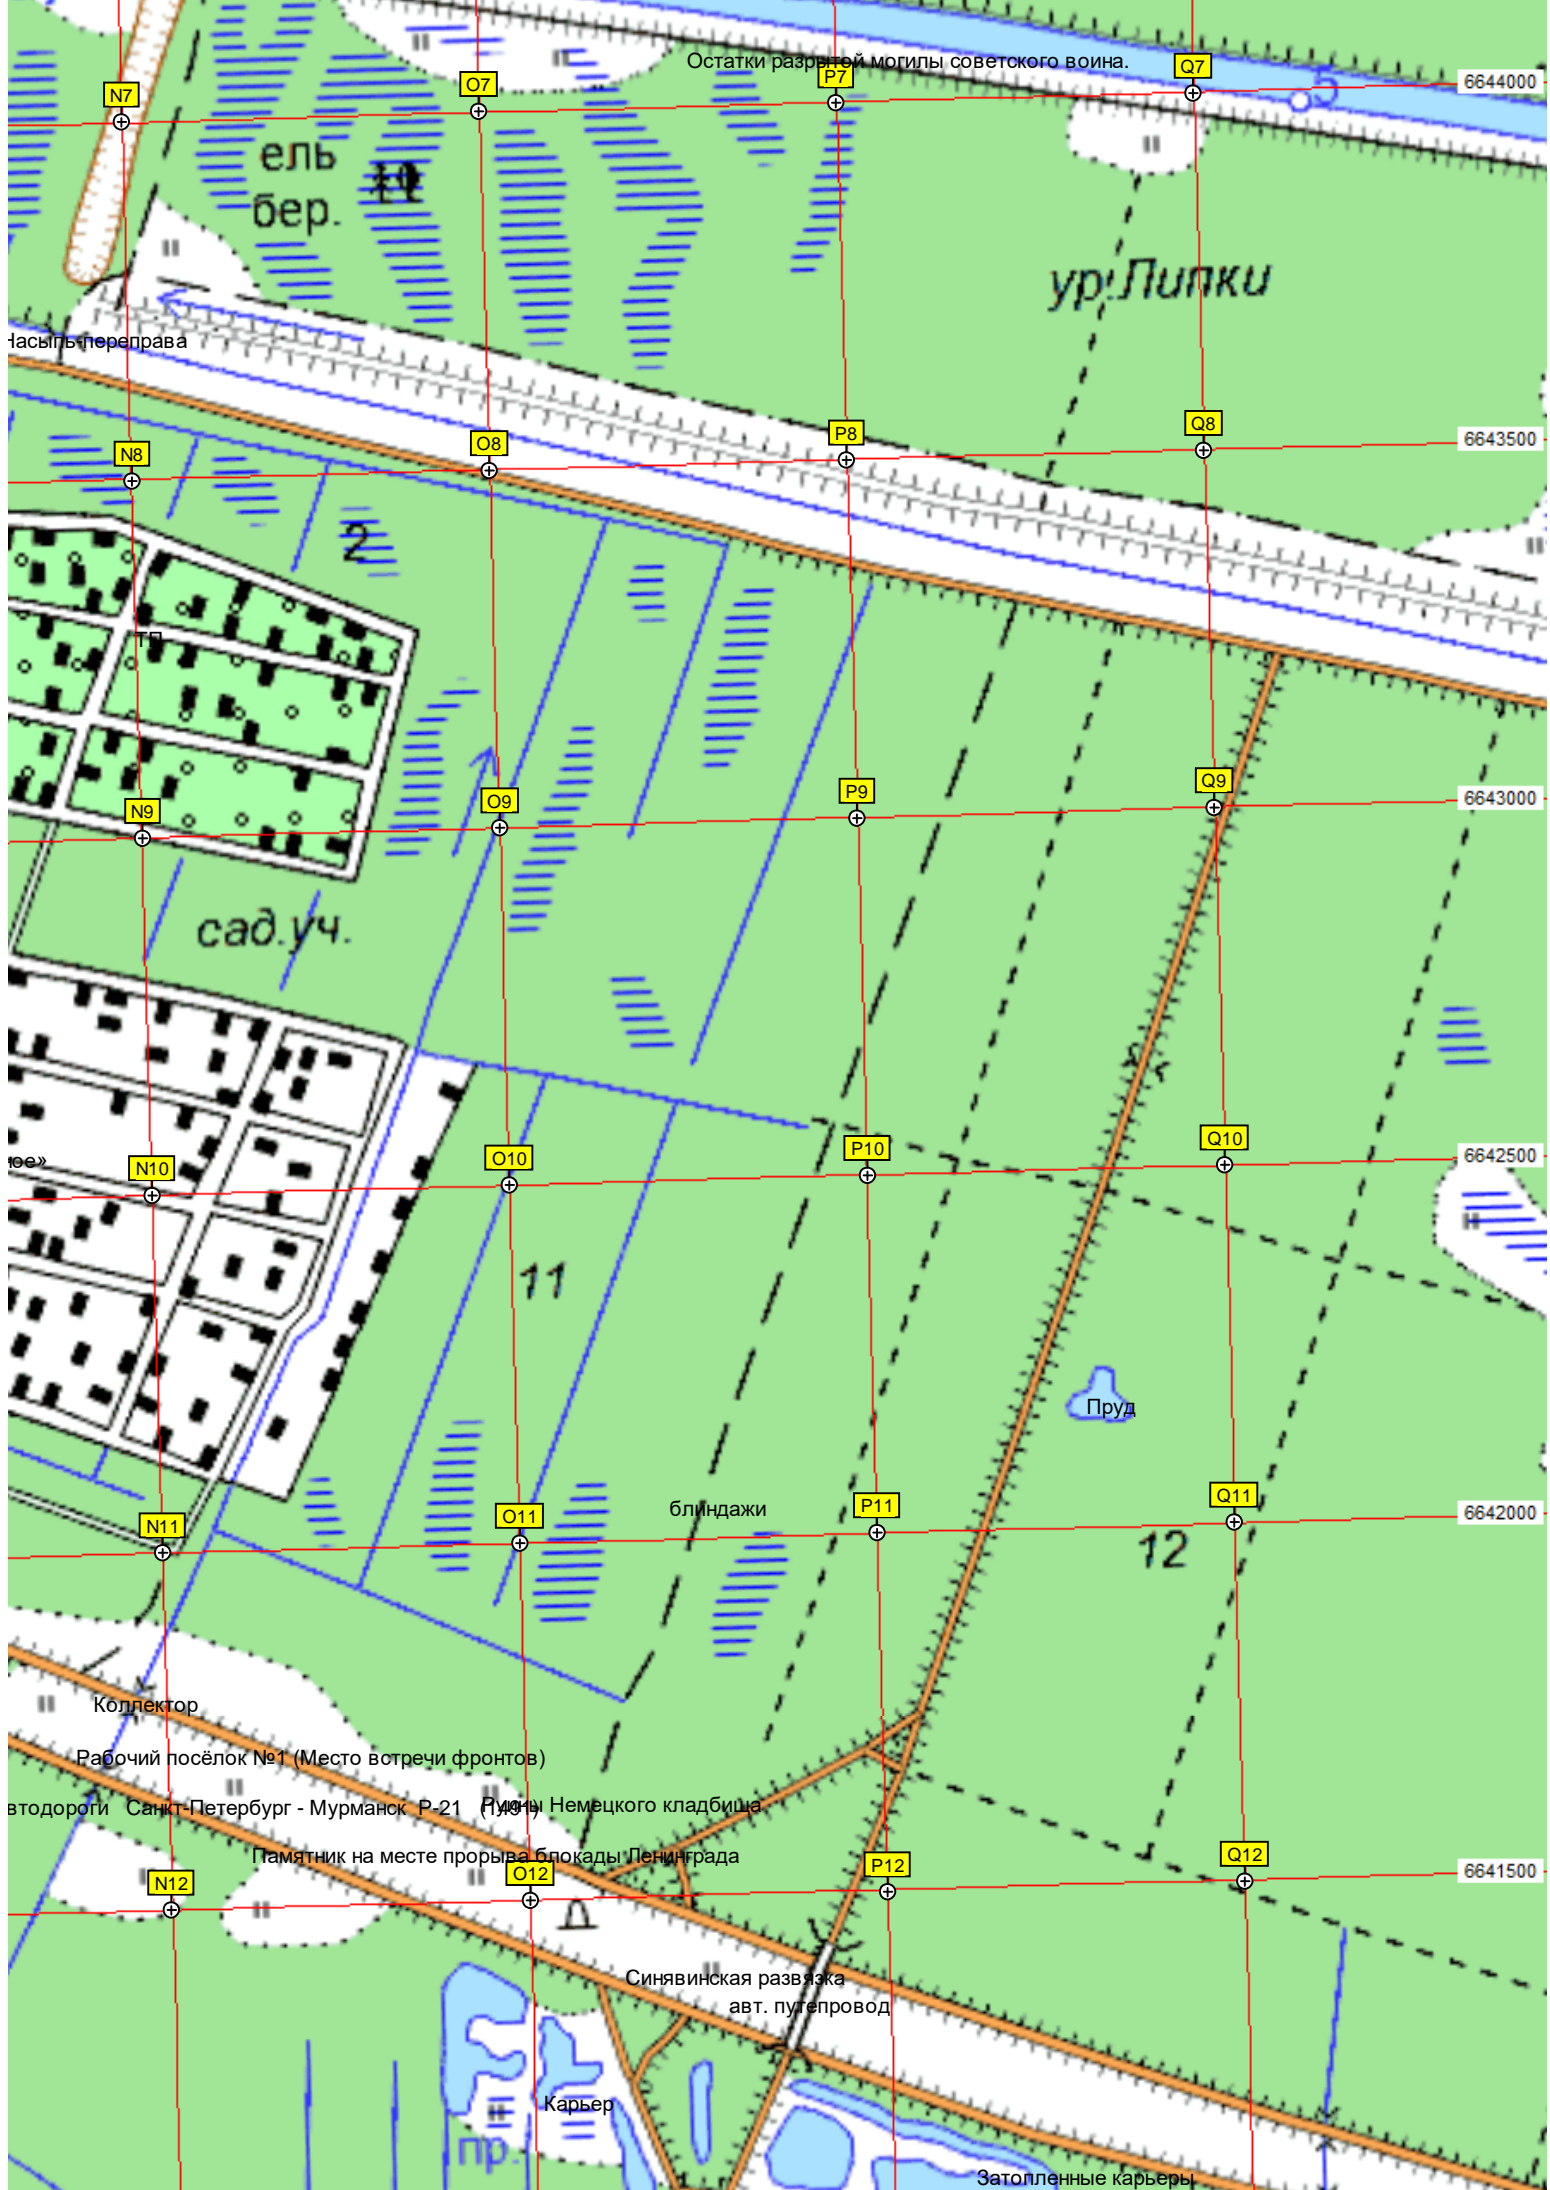 Остатки разрытой могилы советского воина.
Q7
P7
O7
N7
6644000
5
ель
бер.
ур.Липки
Насыпь-переправа
Q8
P8
O8
N8
6643500
2
ТП
Q9
P9
O9
N9
6643000
сад.уч.
Q10
P10
O10
N10
6642500
ное»
11
Пруд
Q11
P11
O11
N11
6642000
блиндажи
12
Коллектор
Рабочий посёлок №1 (Место встречи фронтов)
втодороги Санкт-Петербург - Мурманск Р-21
Руины Немецкого кладбища
Памятник на месте прорыва блокады Ленинграда
Q12
P12
O12
N12
6641500
Синявинская развязка
авт. путепровод
Карьер
пр.
Затопленные карьеры